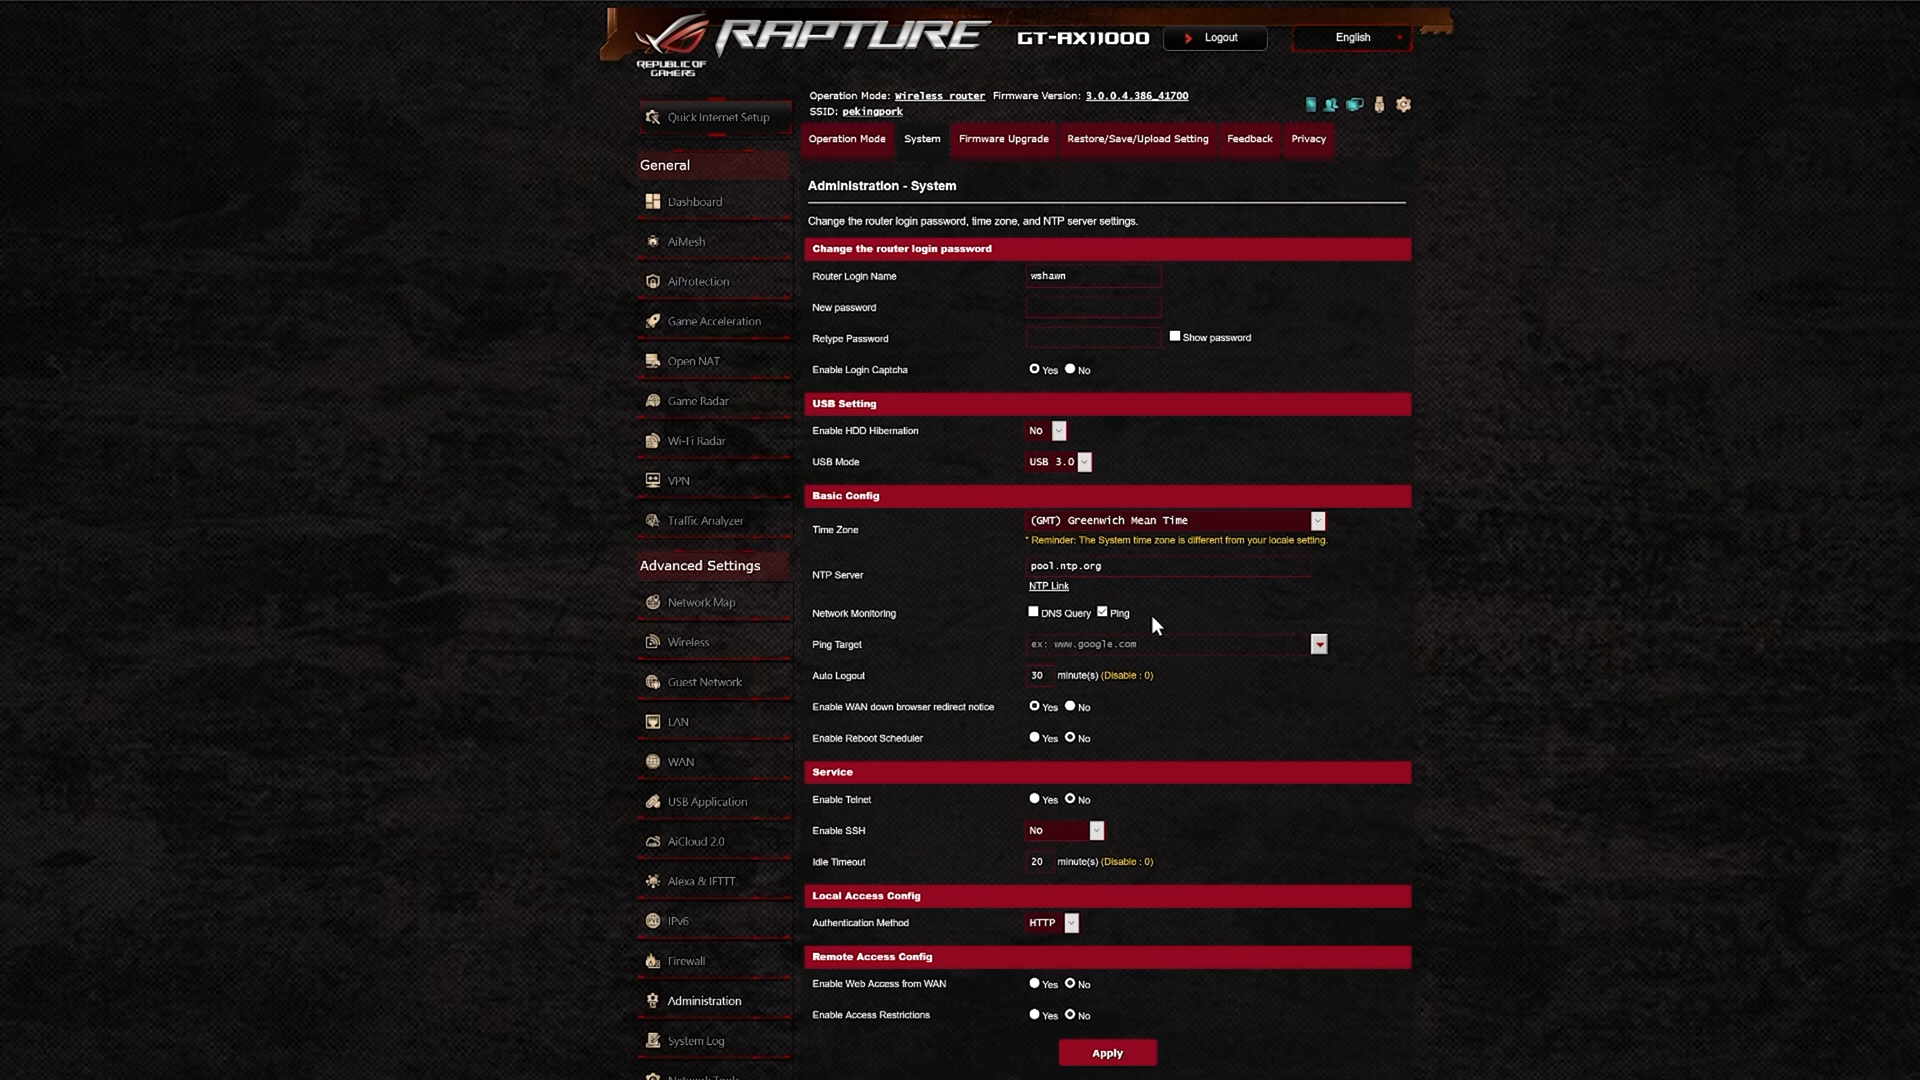 REPUBLIC OF
GAMERS
RAPTURE
GT-AX11000
Logout
English
Operation Mode: Wireless router Firmware Version: 3.0.0.4.386_41700
SSID: pekingpork
Quick Internet Setup
General
Dashboard
AiMesh
AiProtection
Game Acceleration
Open NAT
Game Radar
Wi-Fi Radar
VPN
Traffic Analyzer
Advanced Settings
Network Map
Wireless
Guest Network
LAN
WAN
USB Application
AiCloud 2.0
Alexa & IFTTT
IPv6
Firewall
Administration
System Log
Operation Mode System Firmware Upgrade Restore/Save/Upload Setting Feedback Privacy
Administration - System
Change the router login password, time zone, and NTP server settings.
Change the router login password
Router Login Name wshawn
New password
Retype Password Show password
Enable Login Captcha Yes No
USB Setting
Enable HDD Hibernation No
USB Mode USB 3.0
Basic Config
Time Zone (GMT) Greenwich Mean Time
* Reminder: The System time zone is different from your locale setting.
NTP Server pool.ntp.org
NTP Link
Network Monitoring DNS Query Ping
Ping Target ex: www.google.com
Auto Logout 30 minute(s) (Disable : 0)
Enable WAN down browser redirect notice Yes No
Enable Reboot Scheduler Yes No
Service
Enable Telnet Yes No
Enable SSH No
Idle Timeout 20 minute(s) (Disable : 0)
Local Access Config
Authentication Method HTTP
Remote Access Config
Enable Web Access from WAN Yes No
Enable Access Restrictions Yes No
Apply